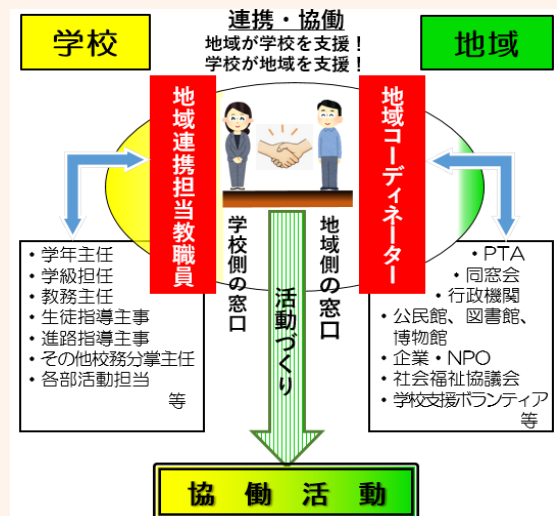 連携・協働
地域が学校を支援！
学校が地域を支援！
学校
地域
地域連携担当教職員
地域コーディネーター
学校側の窓口
地域側の窓口
活動づくり
・学年主任
・学級担任
・教務主任
・生徒指導主事
・進路指導主事
・その他校務分掌主任
・各部活動担当
等
・PTA
・同窓会
・行政機関
・公民館、図書館、
博物館
・企業・NPO
・社会福祉協議会
・学校支援ボランティア
等
協働活動